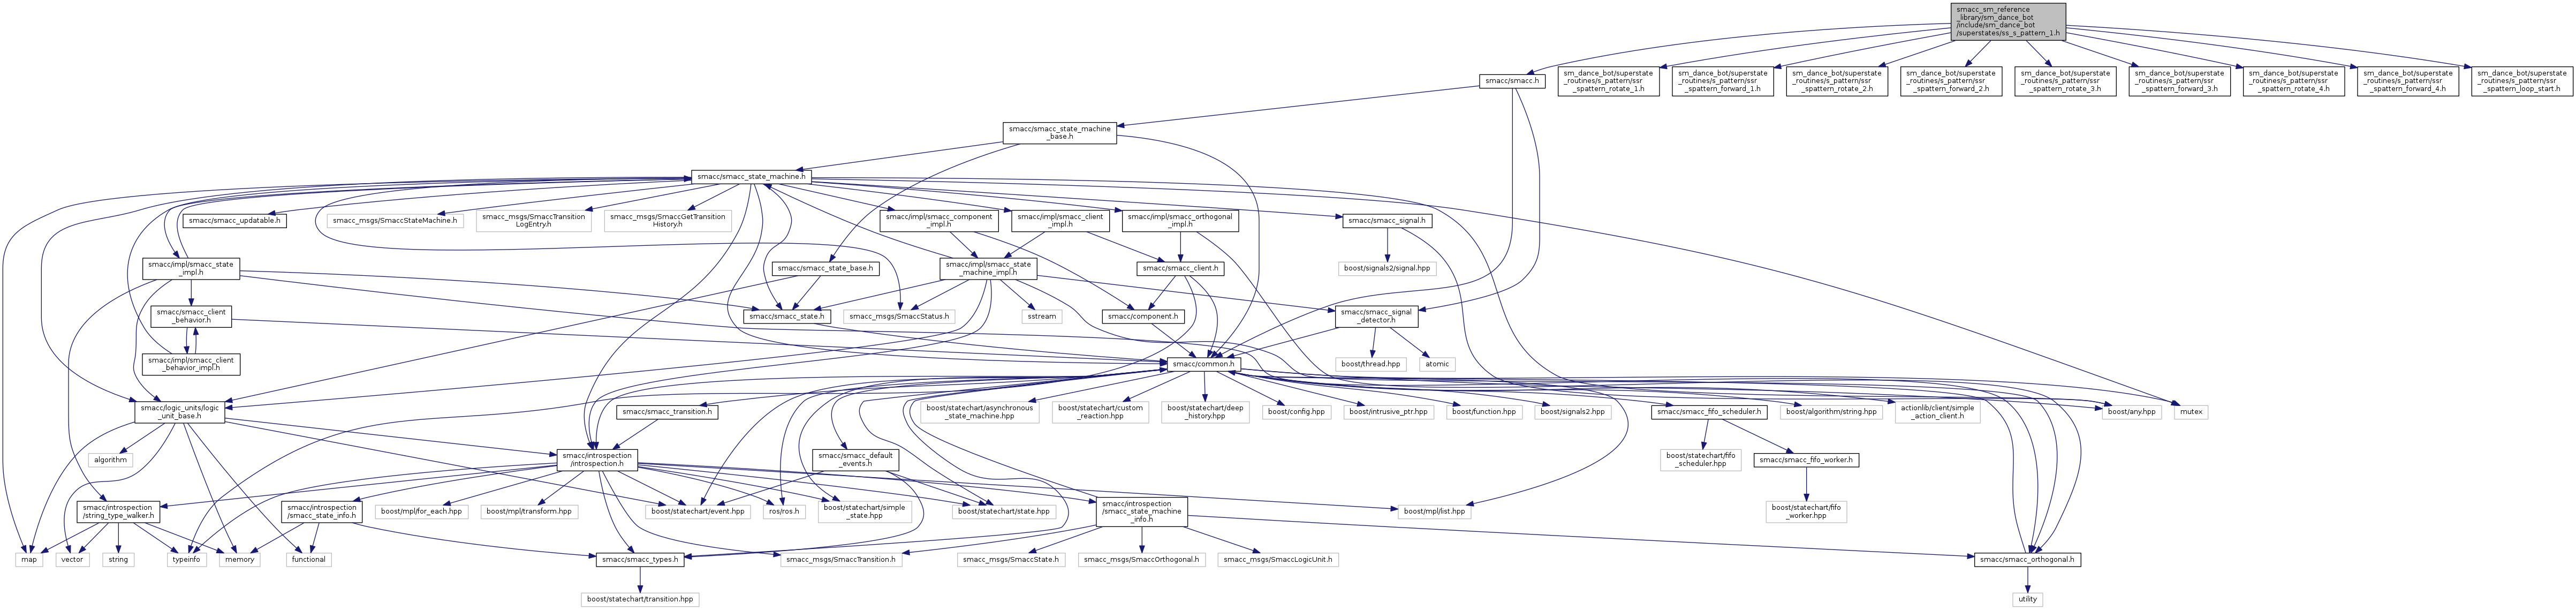 smacc_sm_reference
_library/sm_dance_bot
/include/sm_dance_bot
/superstates/ss_s_pattern_1.h
smacc/smacc.h
sm_dance_bot/superstate
_routines/s_pattern/ssr
_spattern_rotate_1.h
sm_dance_bot/superstate
_routines/s_pattern/ssr
_spattern_forward_1.h
sm_dance_bot/superstate
_routines/s_pattern/ssr
_spattern_rotate_2.h
sm_dance_bot/superstate
_routines/s_pattern/ssr
_spattern_forward_2.h
sm_dance_bot/superstate
_routines/s_pattern/ssr
_spattern_rotate_3.h
sm_dance_bot/superstate
_routines/s_pattern/ssr
_spattern_forward_3.h
sm_dance_bot/superstate
_routines/s_pattern/ssr
_spattern_rotate_4.h
sm_dance_bot/superstate
_routines/s_pattern/ssr
_spattern_forward_4.h
sm_dance_bot/superstate
_routines/s_pattern/ssr
_spattern_loop_start.h
smacc/smacc_state_machine
_base.h
smacc/smacc_state_machine.h
smacc/smacc_updatable.h
smacc_msgs/SmaccStateMachine.h
smacc_msgs/SmaccTransition
LogEntry.h
smacc_msgs/SmaccGetTransition
History.h
smacc/impl/smacc_component
_impl.h
smacc/impl/smacc_client
_impl.h
smacc/impl/smacc_orthogonal
_impl.h
smacc/smacc_signal.h
smacc/impl/smacc_state
_impl.h
smacc/smacc_state_base.h
smacc/impl/smacc_state
_machine_impl.h
smacc/smacc_client.h
boost/signals2/signal.hpp
smacc/smacc_client
_behavior.h
smacc/smacc_state.h
smacc_msgs/SmaccStatus.h
sstream
smacc/component.h
smacc/smacc_signal
_detector.h
smacc/impl/smacc_client
_behavior_impl.h
smacc/common.h
boost/thread.hpp
atomic
smacc/logic_units/logic
_unit_base.h
smacc/smacc_transition.h
boost/statechart/asynchronous
_state_machine.hpp
boost/statechart/custom
_reaction.hpp
boost/statechart/deep
_history.hpp
boost/config.hpp
boost/intrusive_ptr.hpp
boost/function.hpp
boost/signals2.hpp
smacc/smacc_fifo_scheduler.h
boost/algorithm/string.hpp
actionlib/client/simple
_action_client.h
boost/any.hpp
mutex
algorithm
smacc/introspection
/introspection.h
smacc/smacc_default
_events.h
boost/statechart/fifo
_scheduler.hpp
smacc/smacc_fifo_worker.h
smacc/introspection
/string_type_walker.h
smacc/introspection
/smacc_state_info.h
boost/mpl/for_each.hpp
boost/mpl/transform.hpp
boost/statechart/event.hpp
ros/ros.h
boost/statechart/simple
_state.hpp
boost/statechart/state.hpp
smacc/introspection
/smacc_state_machine
_info.h
boost/mpl/list.hpp
boost/statechart/fifo
_worker.hpp
map
vector
string
typeinfo
memory
functional
smacc/smacc_types.h
smacc_msgs/SmaccTransition.h
smacc_msgs/SmaccState.h
smacc_msgs/SmaccOrthogonal.h
smacc_msgs/SmaccLogicUnit.h
smacc/smacc_orthogonal.h
boost/statechart/transition.hpp
utility